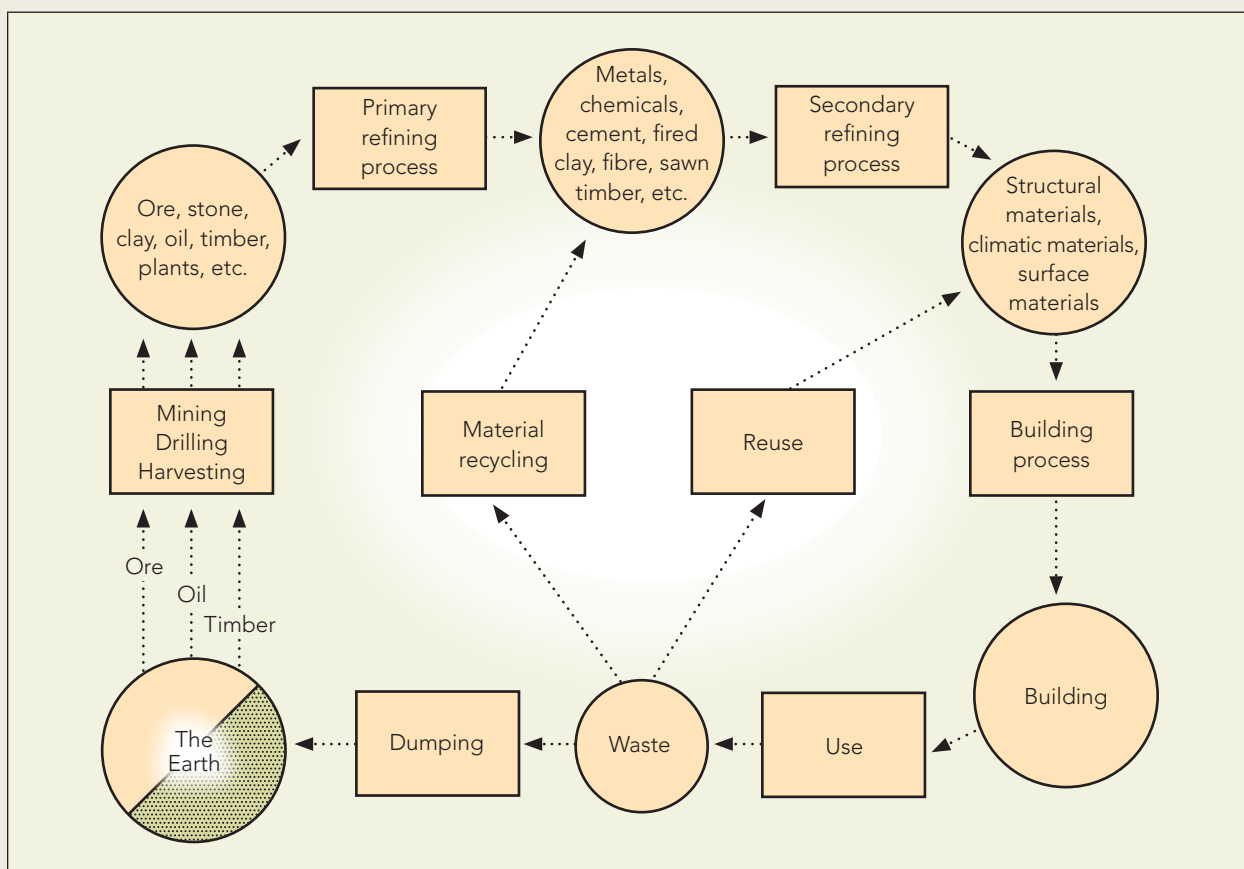 Primary
refining
process
Metals,
chemicals,
cement, fired
clay, fibre, sawn
timber, etc.
Secondary
refining
process
Ore, stone,
clay, oil, timber,
plants, etc.
Structural
materials,
climatic materials,
surface
materials
Mining
Drilling
Harvesting
Material
recycling
Reuse
Building
process
Ore
Oil
Timber
The
Earth
Dumping
Waste
Use
Building